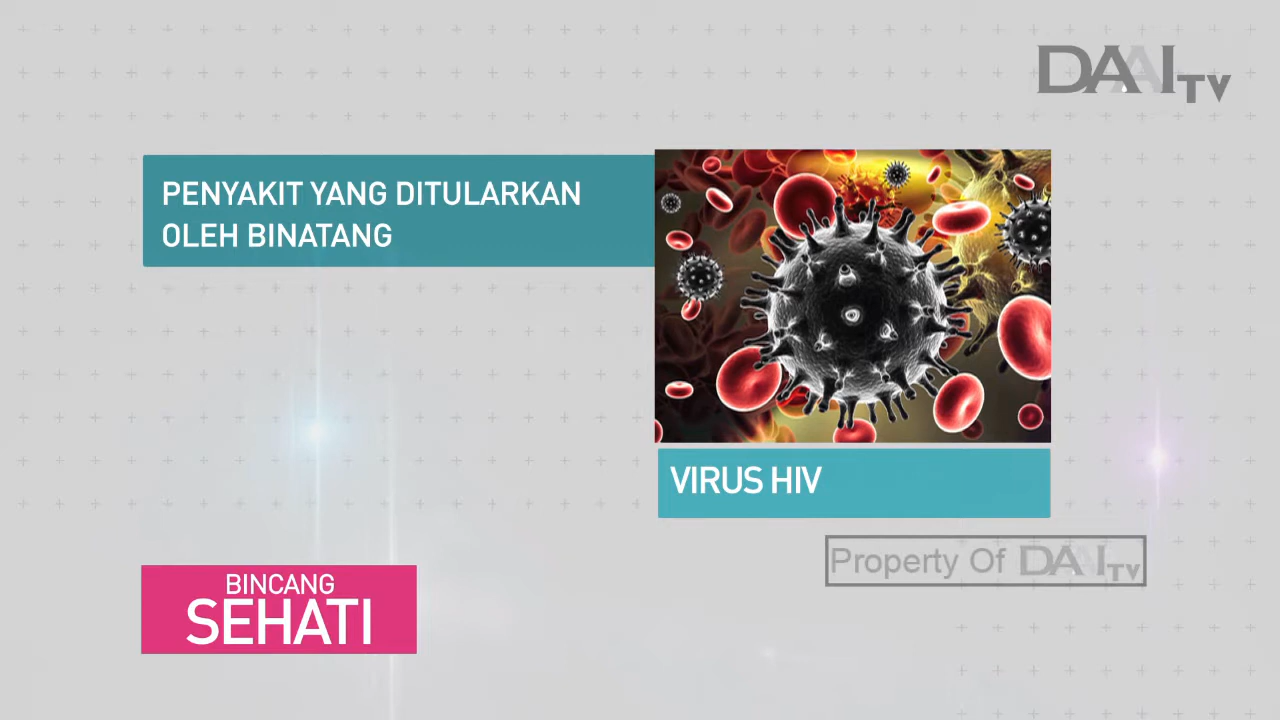 DAAI TV
PENYAKIT YANG DITULARKAN
OLEH BINATANG
VIRUS HIV
Property Of DAAI TV
BINCANG
SEHATI